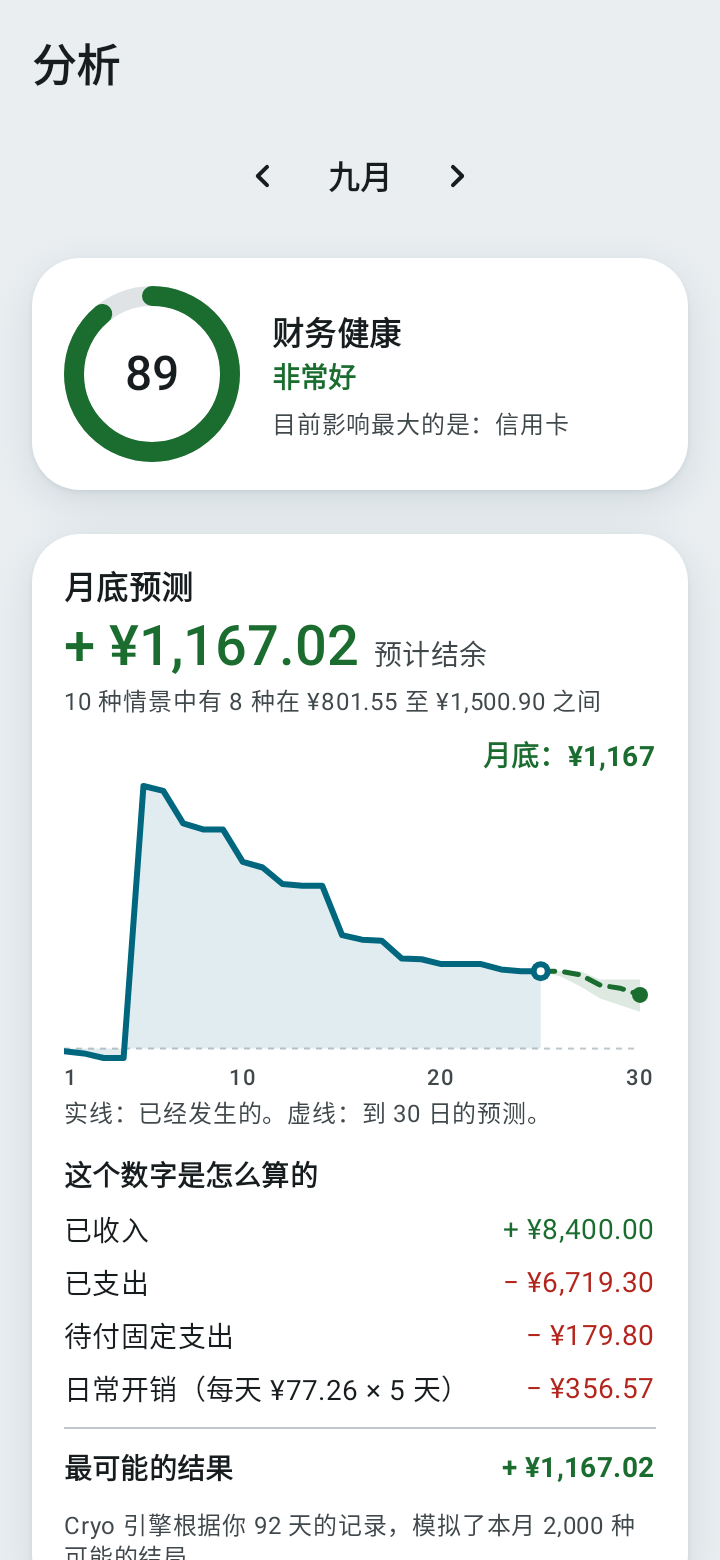 分析
九月
89
财务健康
非常好
目前影响最大的是：信用卡
月底预测
+ ¥1,167.02 预计结余
10 种情景中有 8 种在 ¥801.55 至 ¥1,500.90 之间
月底：¥1,167
1 10 20 30
实线：已经发生的。虚线：到 30 日的预测。
这个数字是怎么算的
已收入 + ¥8,400.00
已支出 − ¥6,719.30
待付固定支出 − ¥179.80
日常开销（每天 ¥77.26 × 5 天） − ¥356.57
最可能的结果 + ¥1,167.02
Cryo 引擎根据你 92 天的记录，模拟了本月 2,000 种
可能的结局